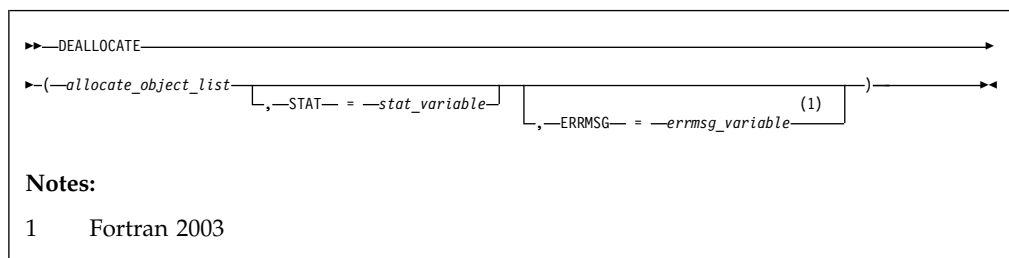 DEALLOCATE
( allocate_object_list )
, STAT = stat_variable (1)
, ERRMSG = errmsg_variable
Notes:
1 Fortran 2003